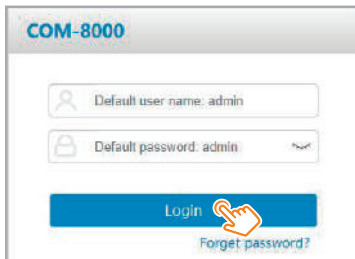 COM-8000
Default user name: admin
Default password: admin
Login
Forget password?